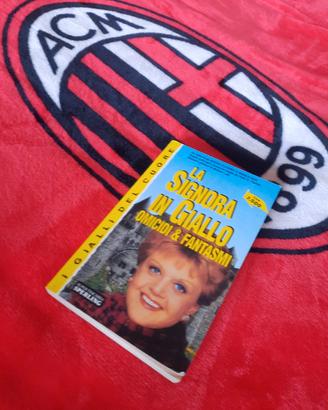 ACM
1899
I GIALLI DEL CUORE
LA
SIGNORA
IN GIALLO
OMICIDI & FANTASMI
SPERLING